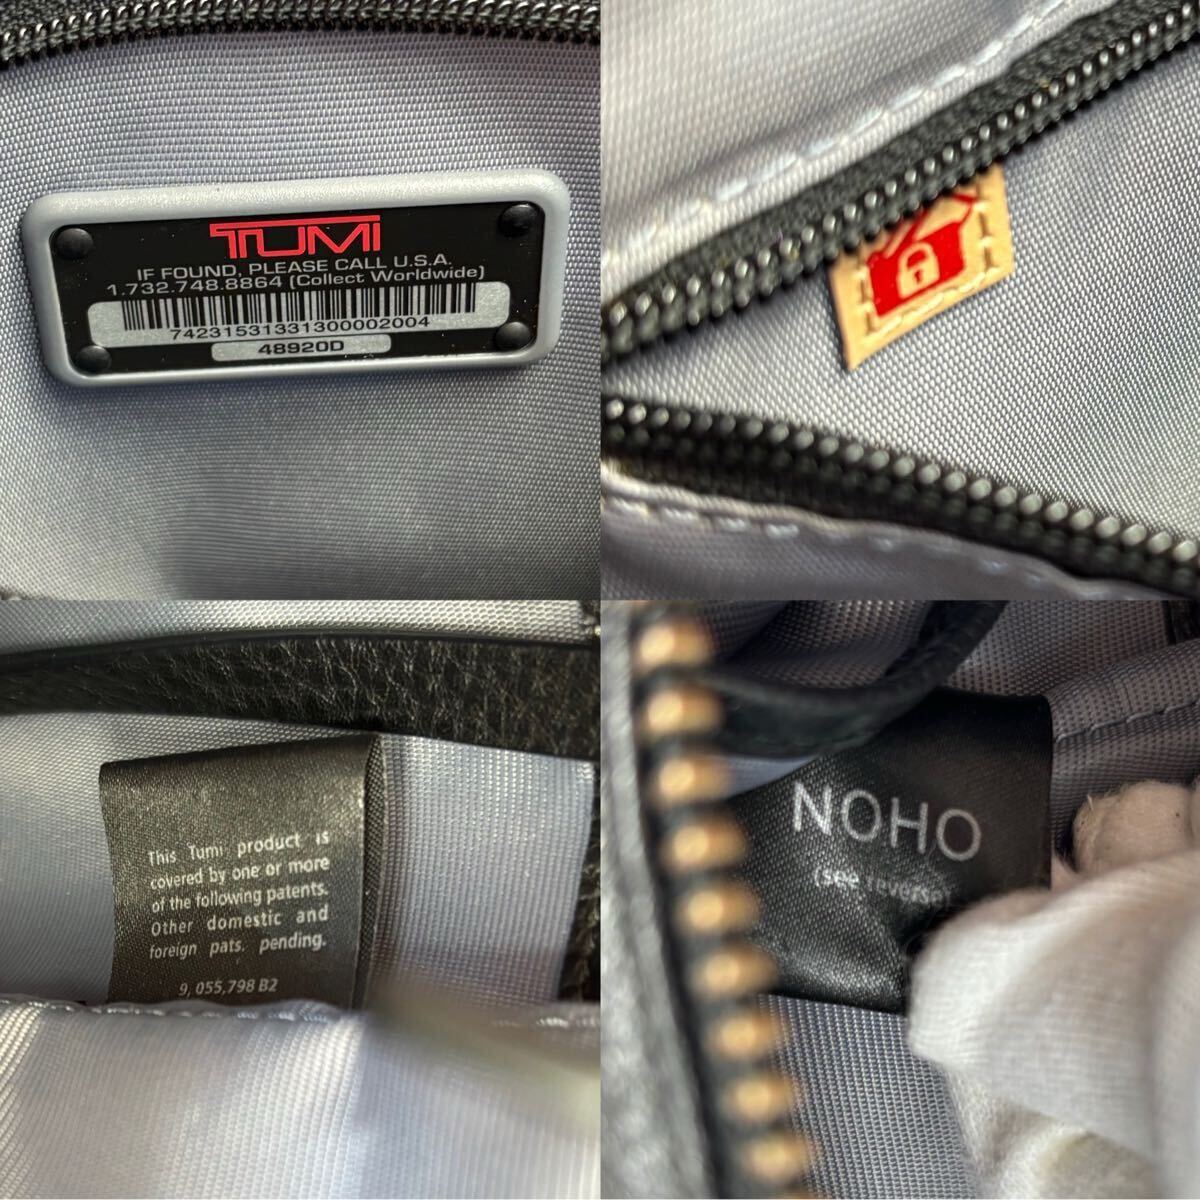 TUMI
IF FOUND, PLEASE CALL U.S.A.
1.732.748.8864 (Collect Worldwide)
74231531331300002004
48920D
This Tumi product is
covered by one or more
of the following patents.
Other domestic and
foreign pats. pending.
9, 055,798 B2
NOHO
(see reverse)